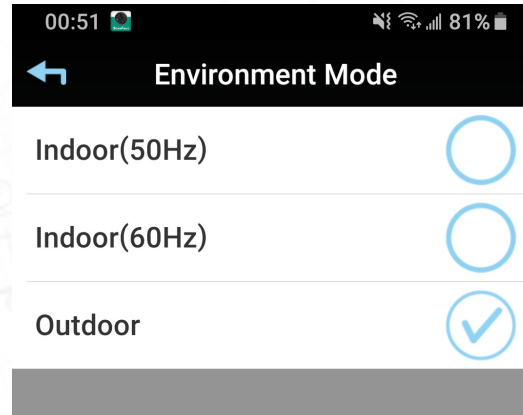 00:51 81%
Environment Mode
Indoor(50Hz)
Indoor(60Hz)
Outdoor